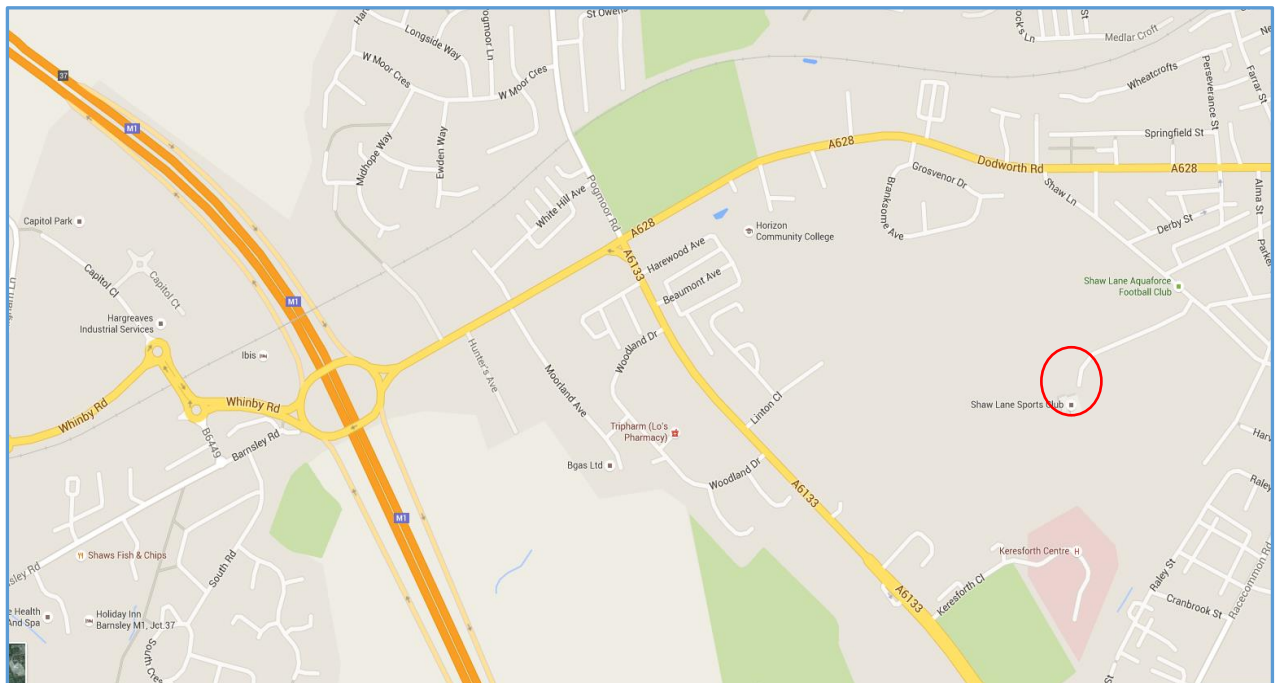 St Owens
Longside Way
Pogmoor Ln
W Moor Cres
W Moor Cres
Medlar Croft
Wheatcrofts
Perseverance St
Farrar St
37
M1
Midhope Way
Ewden Way
Springfield St
A628
Dodworth Rd
A628
White Hill Ave
Pogmoor Rd
Grosvenor Dr
Branksome Ave
Shaw Ln
Alma St
Derby St
Capitol Park
A628
Horizon
Community College
A6133
Harewood Ave
Capitol Cl
Capitol Ct
Beaumont Ave
Shaw Lane Aquaforce
Football Club
M1
Hargreaves
Industrial Services
Ibis
Hunter's Ave
Woodland Dr
Moorland Ave
Whinby Rd
Whinby Rd
Linton Cl
Shaw Lane Sports Club
B6449
Barnsley Rd
Tripharm (Lo's
Pharmacy)
Bgas Ltd
Woodland Dr
A6133
M1
Shaws Fish & Chips
South Rd
Keresforth Centre
H
Raley St
Racecommon Rd
Keresforth Cl
A6133
Cranbrook St
Holiday Inn
Barnsley M1, Jct.37